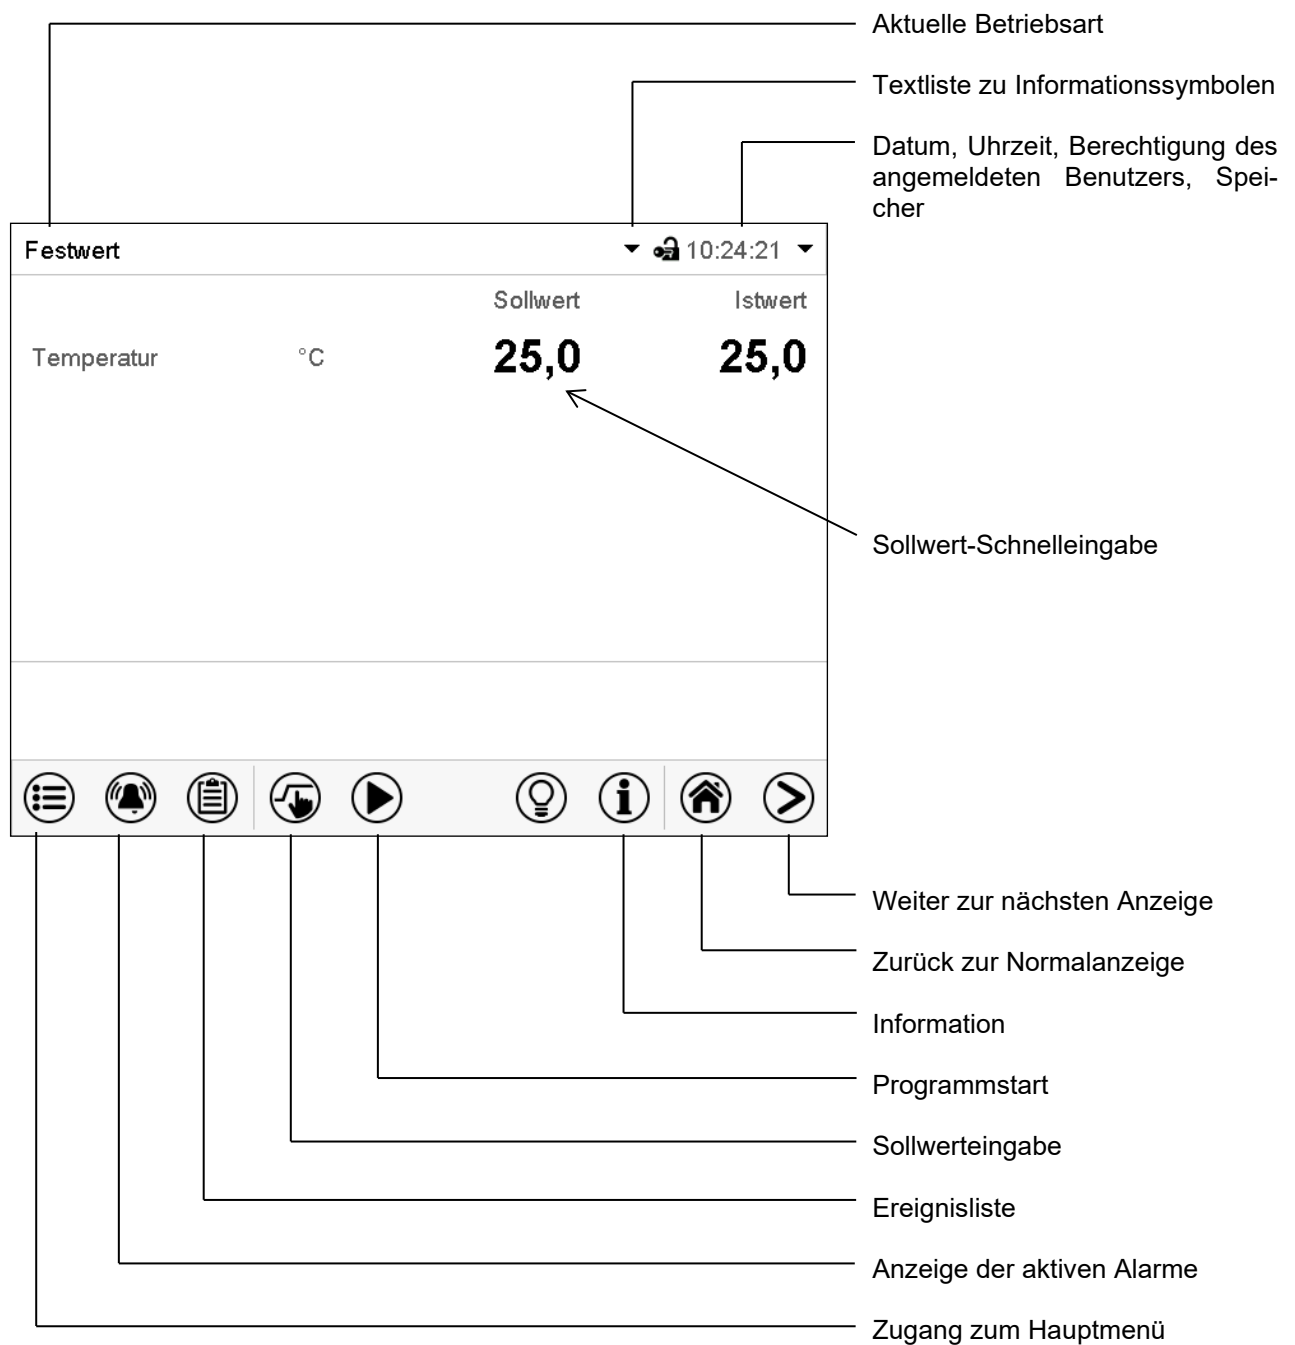 Aktuelle Betriebsart
Textliste zu Informationssymbolen
Datum, Uhrzeit, Berechtigung des
angemeldeten Benutzers, Spei-
cher
Festwert 10:24:21
Sollwert Istwert
Temperatur °C 25,0 25,0
Sollwert-Schnelleingabe
Weiter zur nächsten Anzeige
Zurück zur Normalanzeige
Information
Programmstart
Sollwerteingabe
Ereignisliste
Anzeige der aktiven Alarme
Zugang zum Hauptmenü